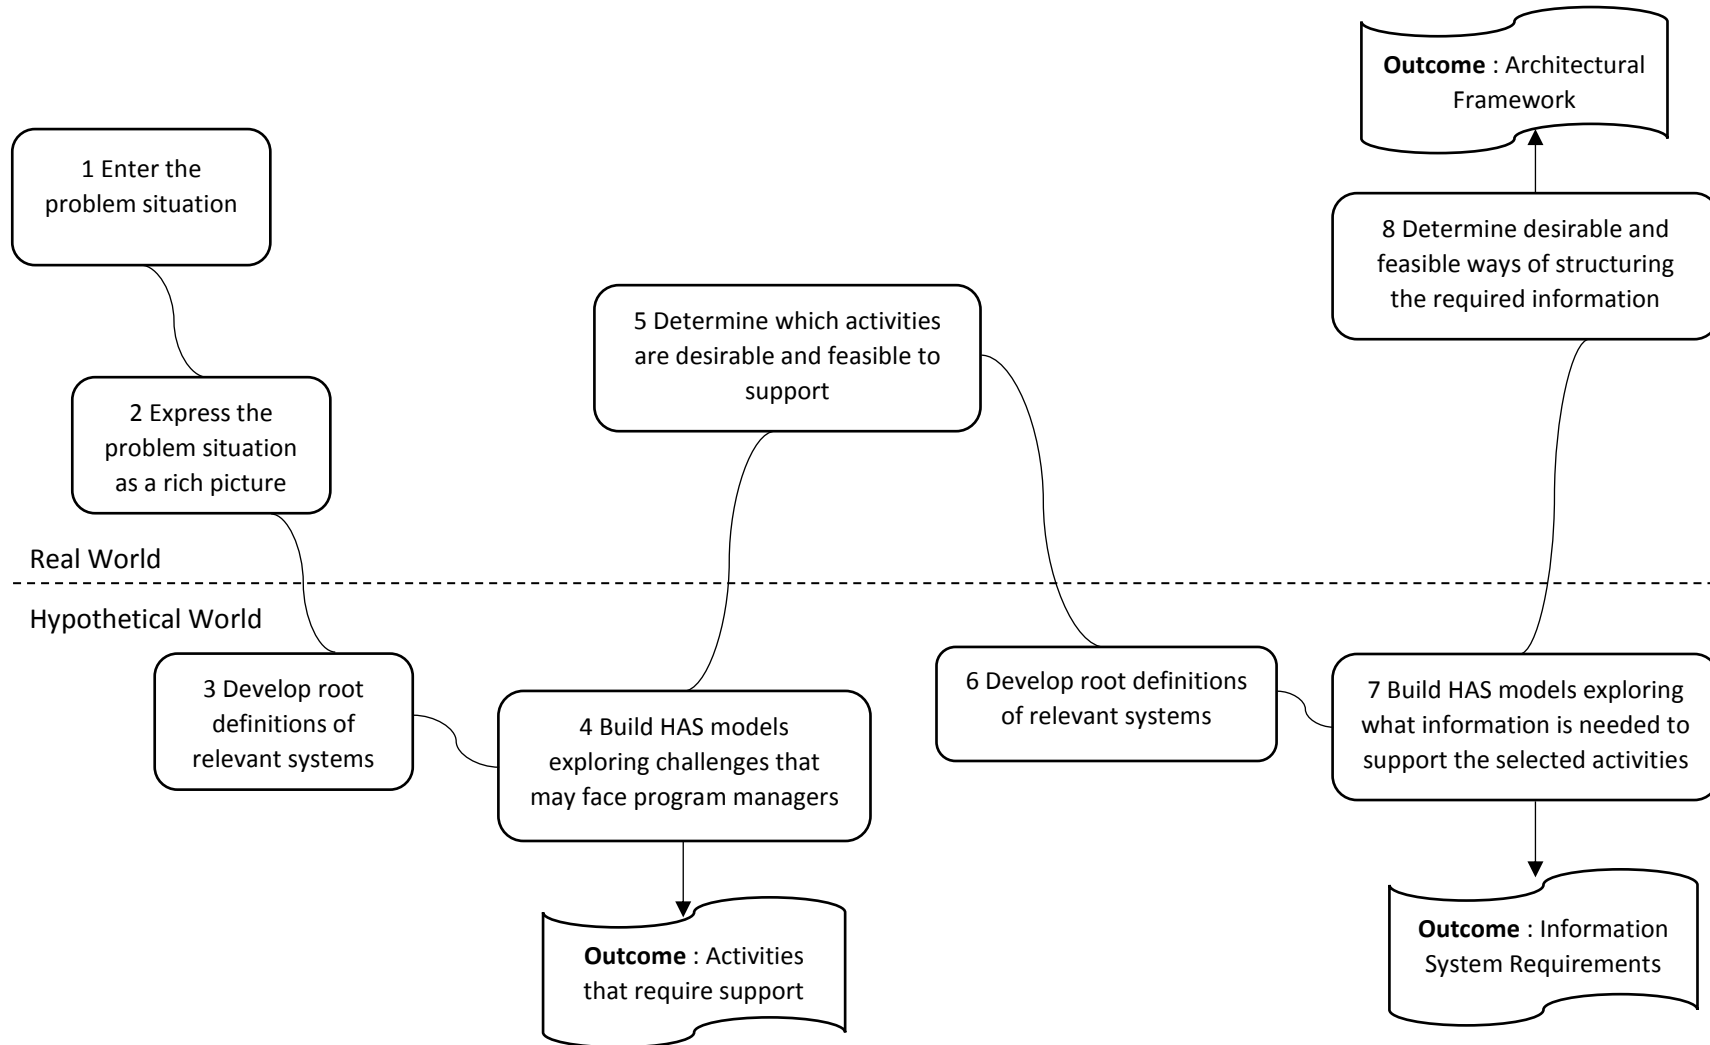 Outcome : Architectural
Framework
1 Enter the
problem situation
8 Determine desirable and
feasible ways of structuring
the required information
5 Determine which activities
are desirable and feasible to
support
2 Express the
problem situation
as a rich picture
Real World
Hypothetical World
3 Develop root
definitions of
relevant systems
4 Build HAS models
exploring challenges that
may face program managers
6 Develop root definitions
of relevant systems
7 Build HAS models exploring
what information is needed to
support the selected activities
Outcome : Activities
that require support
Outcome : Information
System Requirements